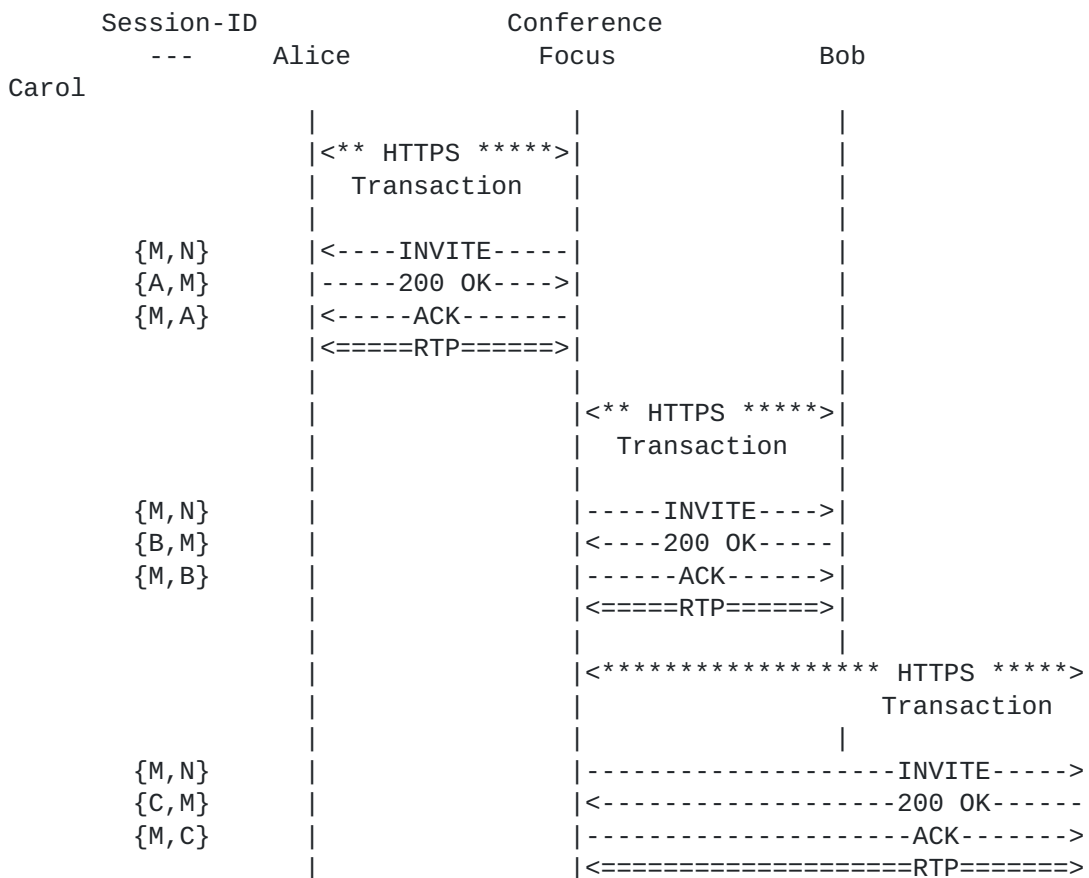 Session-ID                Conference
         ---     Alice            Focus             Bob
Carol
                   |                |                |
                   |<** HTTPS *****>|                |
                   |  Transaction   |                |
                   |                |                |
        {M,N}      |<----INVITE-----|                |
        {A,M}      |-----200 OK---->|                |
        {M,A}      |<-----ACK-------|                |
                   |<=====RTP======>|                |
                   |                |                |
                   |                |<** HTTPS *****>|
                   |                |  Transaction   |
                   |                |                |
        {M,N}      |                |-----INVITE---->|
        {B,M}      |                |<----200 OK-----|
        {M,B}      |                |------ACK------>|
                   |                |<=====RTP======>|
                   |                |                |
                   |                |<****************** HTTPS *****>
                   |                |                   Transaction
                   |                |                |
        {M,N}      |                |--------------------INVITE----->
        {C,M}      |                |<-------------------200 OK------
        {M,C}      |                |---------------------ACK------->
                   |                |<====================RTP=======>